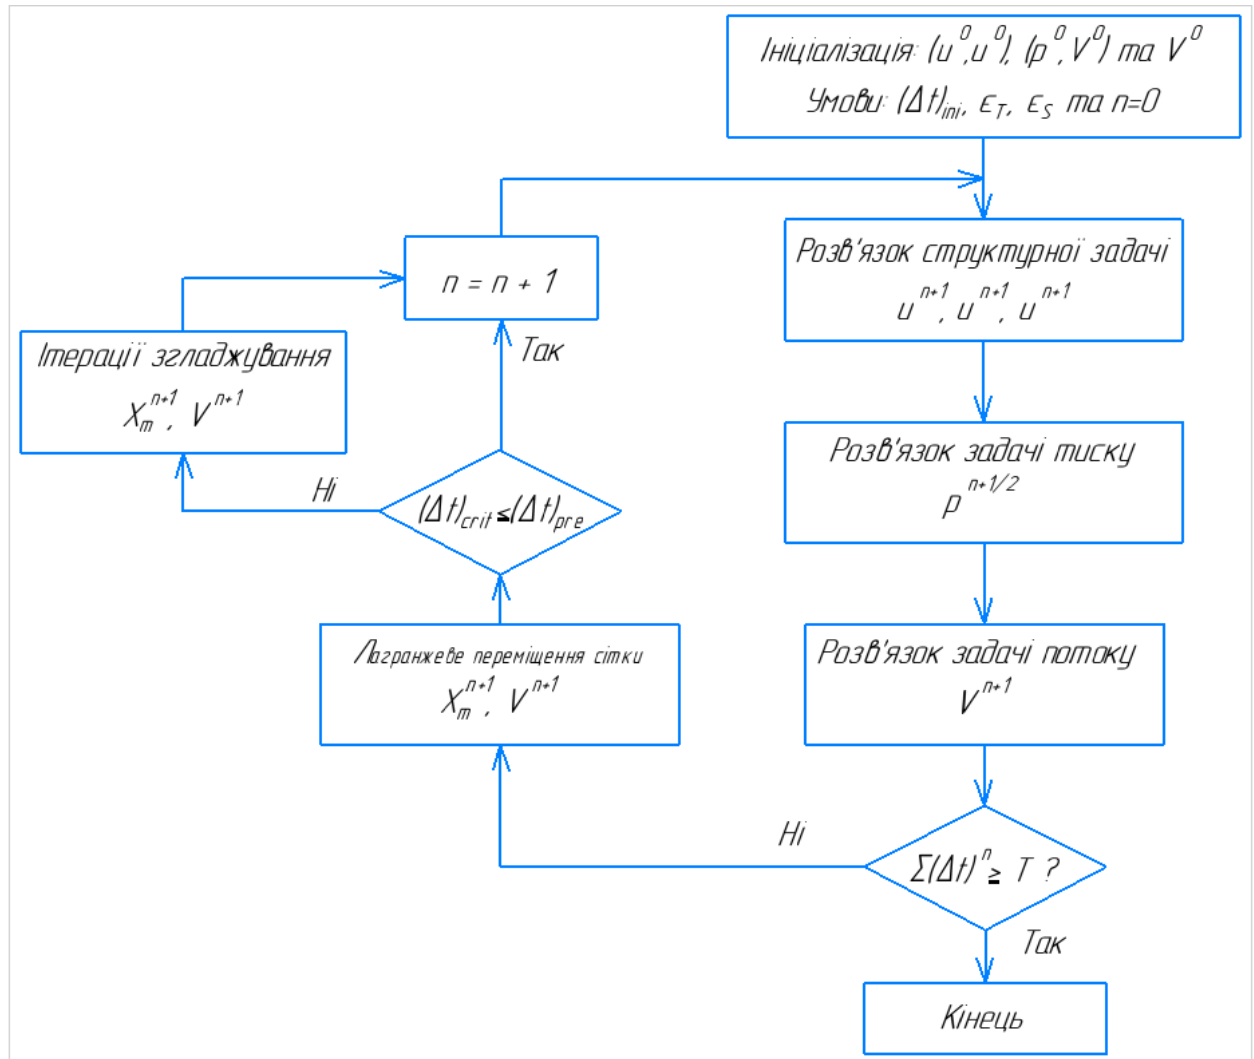 Ініціалізація: (u⁰,u⁰), (p⁰,V⁰) та V⁰
Умови: (Δt)ini, ϵT, ϵS та n=0
n = n + 1
Розв'язок структурної задачі
uⁿ⁺¹, uⁿ⁺¹, uⁿ⁺¹
Так
Ітерації згладжування
Xₘⁿ⁺¹, Vⁿ⁺¹
Розв'язок задачі тиску
pⁿ⁺¹/²
Ні
(Δt)crit≤(Δt)pre
Лагранжеве переміщення сітки
Xₘⁿ⁺¹, Vⁿ⁺¹
Розв'язок задачі потоку
Vⁿ⁺¹
Ні
Σ(Δt)ⁿ≥ T ?
Так
Кінець